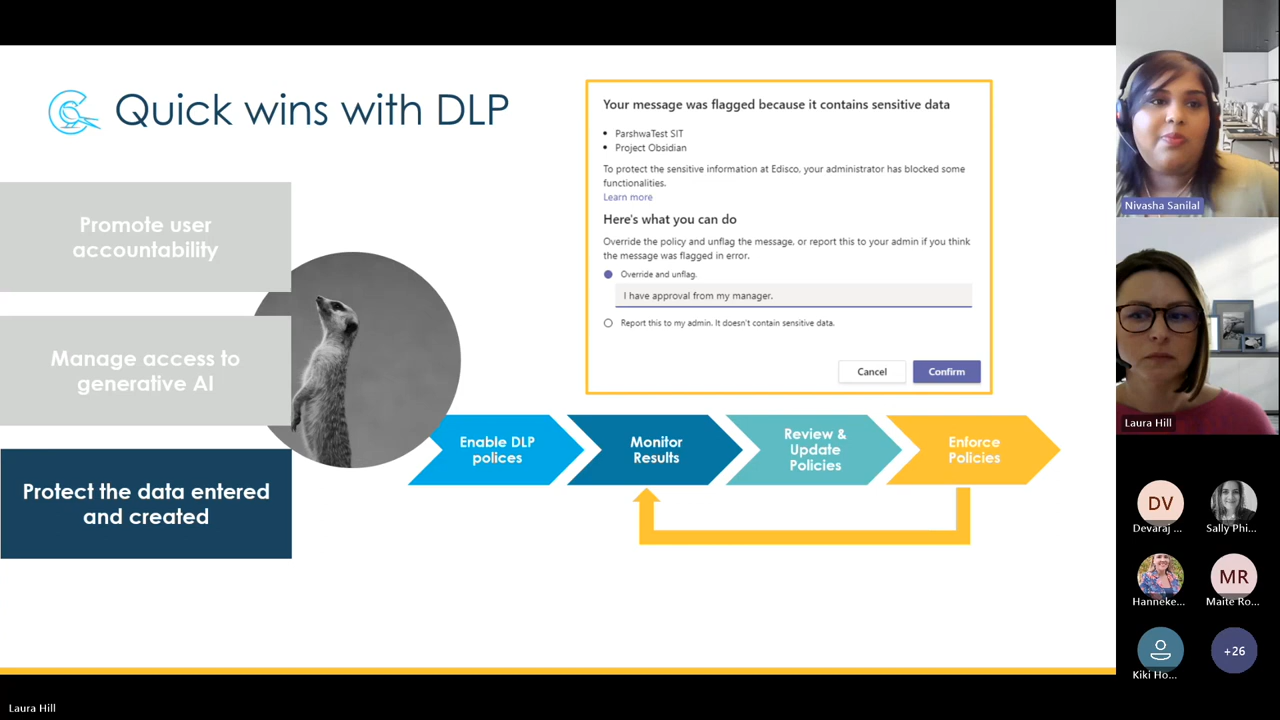 Quick wins with DLP
Promote user
accountability
Manage access to
generative AI
Protect the data entered
and created
Your message was flagged because it contains sensitive data
• ParshwaTest SIT
• Project Obsidian
To protect the sensitive information at Edisco, your administrator has blocked some
functionalities.
Learn more
Here's what you can do
Override the policy and unflag the message, or report this to your admin if you think
the message was flagged in error.
Override and unflag.
I have approval from my manager.
Report this to my admin. It doesn't contain sensitive data.
Cancel
Confirm
Enable DLP
polices
Monitor
Results
Review &
Update
Policies
Enforce
Policies
Nivasha Sanilal
Laura Hill
DV
Devaraj ...
Sally Phi...
Hanneke...
MR
Maite Ro...
Kiki Ho...
+26
Laura Hill